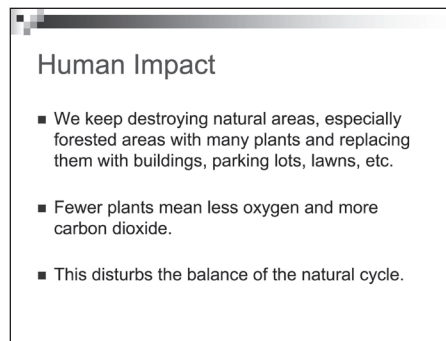 Human Impact
■ We keep destroying natural areas, especially
forested areas with many plants and replacing
them with buildings, parking lots, lawns, etc.
■ Fewer plants mean less oxygen and more
carbon dioxide.
■ This disturbs the balance of the natural cycle.